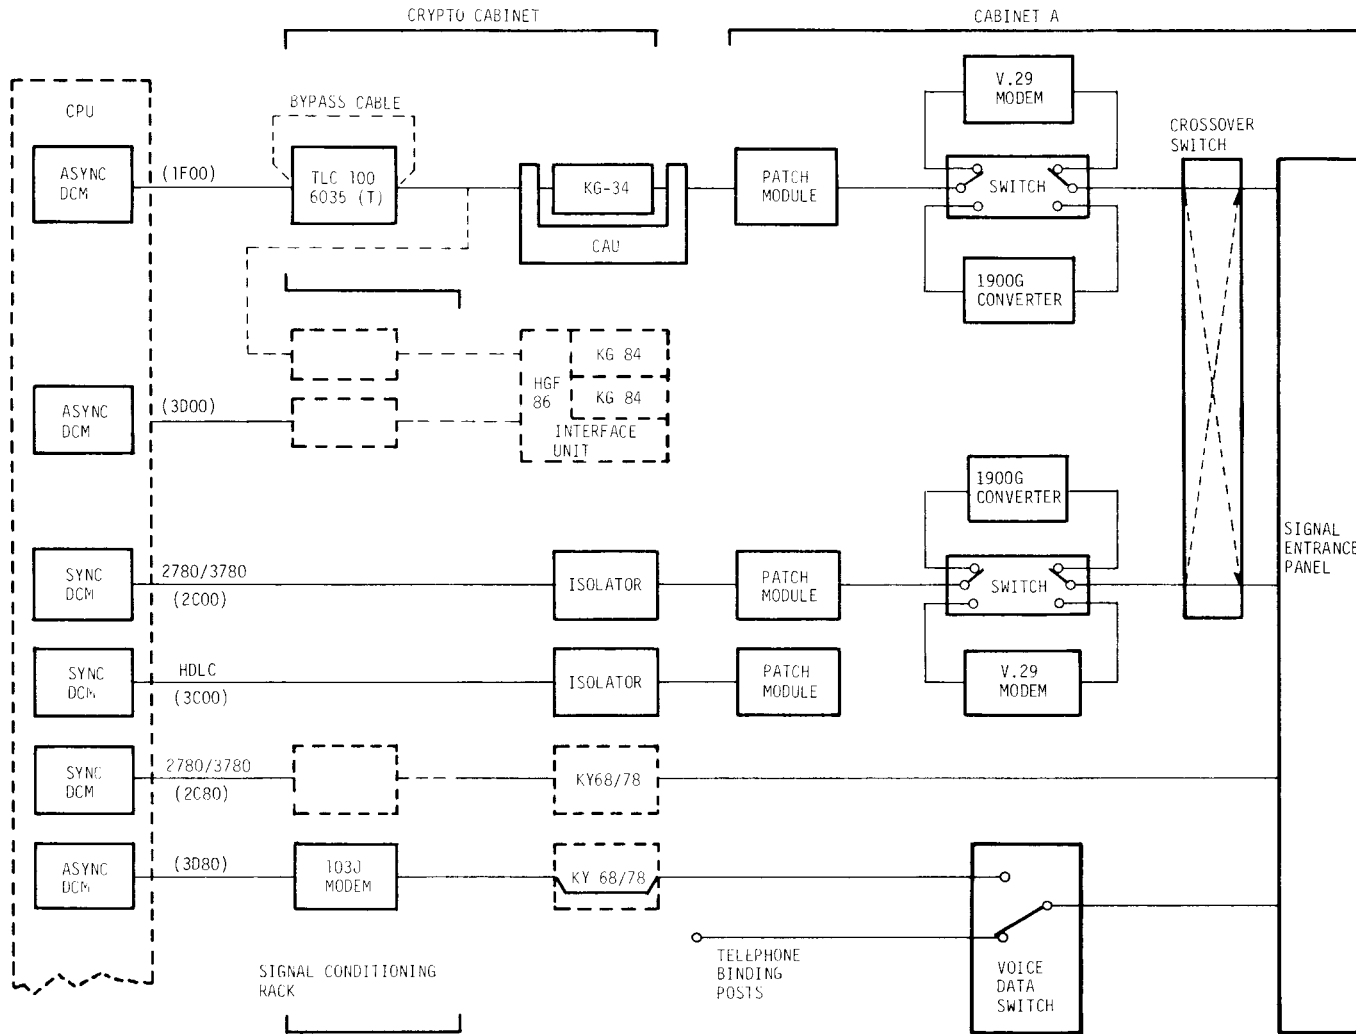 CRYPTO CABINET
CABINET A
CPU
BYPASS CABLE
V.29
MODEM
CROSSOVER
SWITCH
ASYNC
DCM
(1F00)
TLC 100
6035 (T)
KG-34
CAU
PATCH
MODULE
SWITCH
1900G
CONVERTER
ASYNC
DCM
(3D00)
HGF
86
KG 84
KG 84
INTERFACE
UNIT
1900G
CONVERTER
SIGNAL
ENTRANCE
PANEL
SYNC
DCM
2780/3780
(2C00)
ISOLATOR
PATCH
MODULE
SWITCH
SYNC
DCM
HDLC
(3C00)
ISOLATOR
PATCH
MODULE
V.29
MODEM
SYNC
DCM
2780/3780
(2C80)
KY68/78
ASYNC
DCM
(3D80)
103J
MODEM
KY 68/78
TELEPHONE
BINDING
POSTS
VOICE
DATA
SWITCH
SIGNAL CONDITIONING
RACK